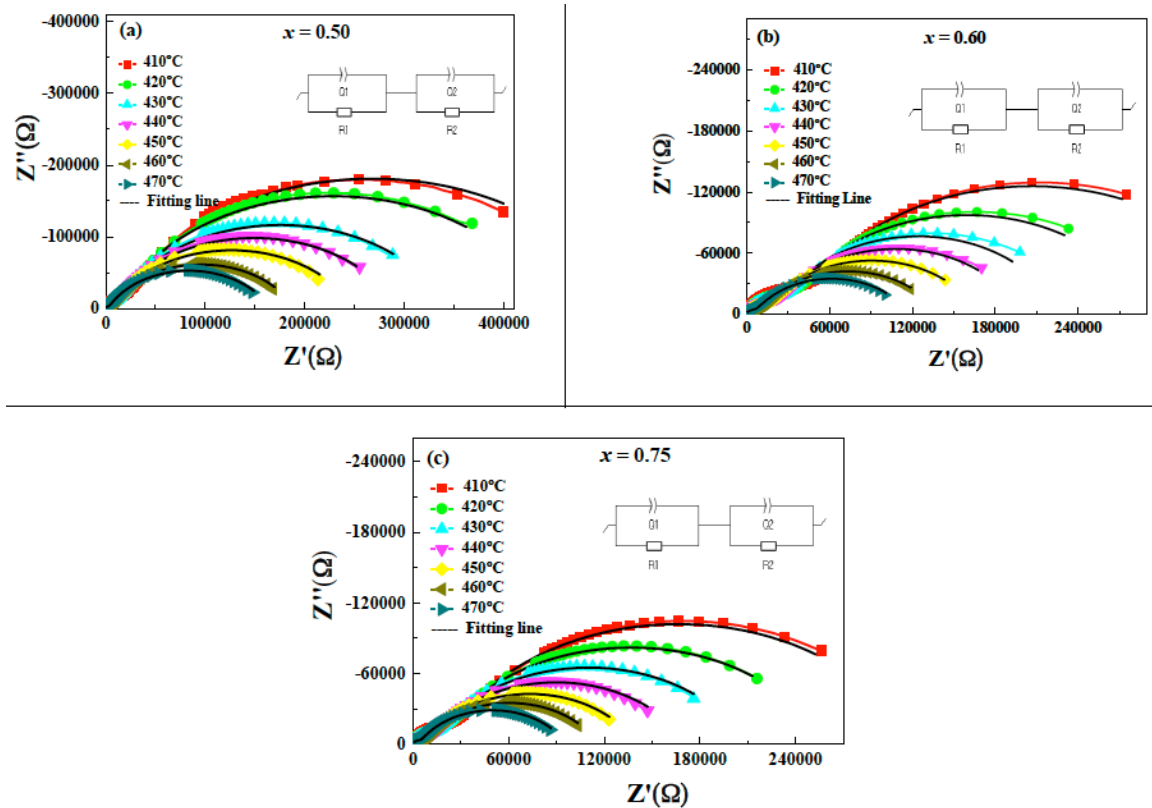 (a)
x = 0.50
-400000
-300000
-200000
-100000
0
Z''(Ω)
410°C
420°C
430°C
440°C
450°C
460°C
470°C
Fitting line
Q1
Q2
R1
R2
0
100000
200000
300000
400000
Z'(Ω)
(b)
x = 0.60
-240000
-180000
-120000
-60000
0
Z''(Ω)
410°C
420°C
430°C
440°C
450°C
460°C
470°C
Fitting Line
Q1
Q2
R1
R2
0
60000
120000
180000
240000
Z'(Ω)
(c)
x = 0.75
-240000
-180000
-120000
-60000
0
Z''(Ω)
410°C
420°C
430°C
440°C
450°C
460°C
470°C
Fitting line
Q1
Q2
R1
R2
0
60000
120000
180000
240000
Z'(Ω)